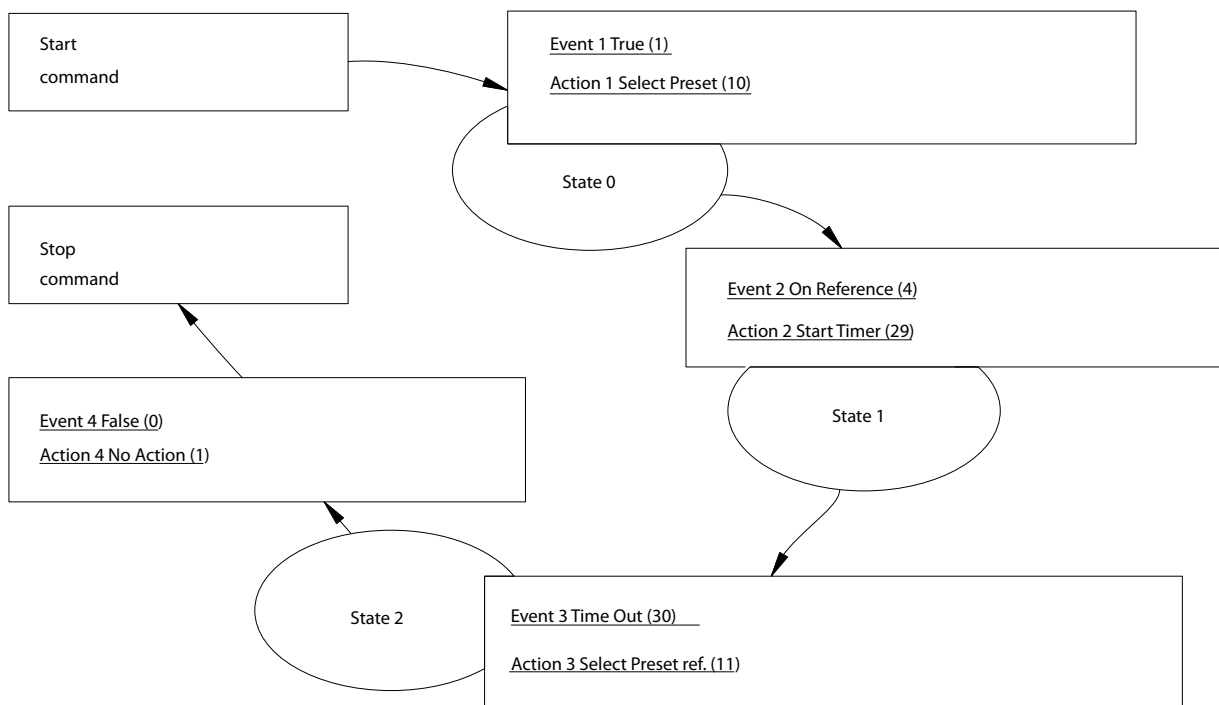 Start
command
Event 1 True (1)
Action 1 Select Preset (10)
State 0
Stop
command
Event 2 On Reference (4)
Action 2 Start Timer (29)
State 1
Event 4 False (0)
Action 4 No Action (1)
State 2
Event 3 Time Out (30)
Action 3 Select Preset ref. (11)